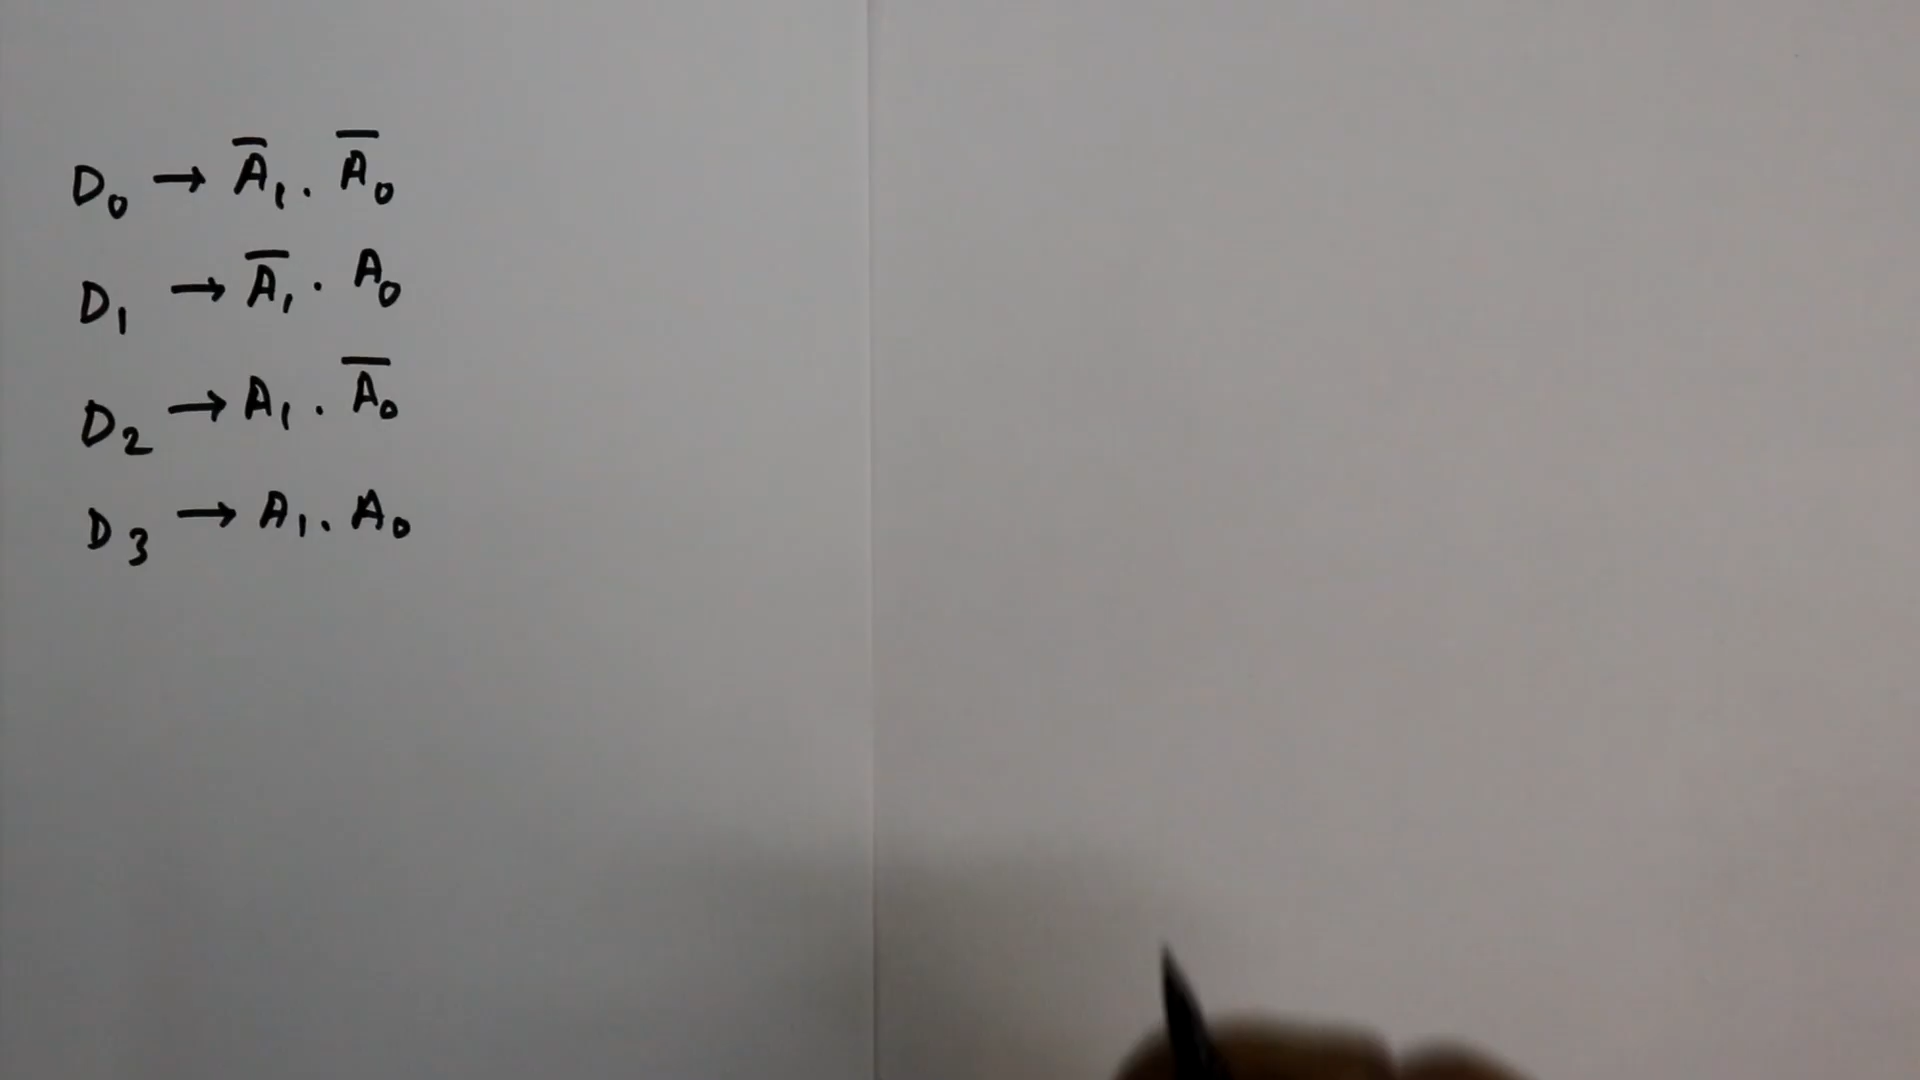 D₀ → A̅₁ . A̅₀
D₁ → A̅₁ . A₀
D₂ → A₁ . A̅₀
D₃ → A₁ . A₀